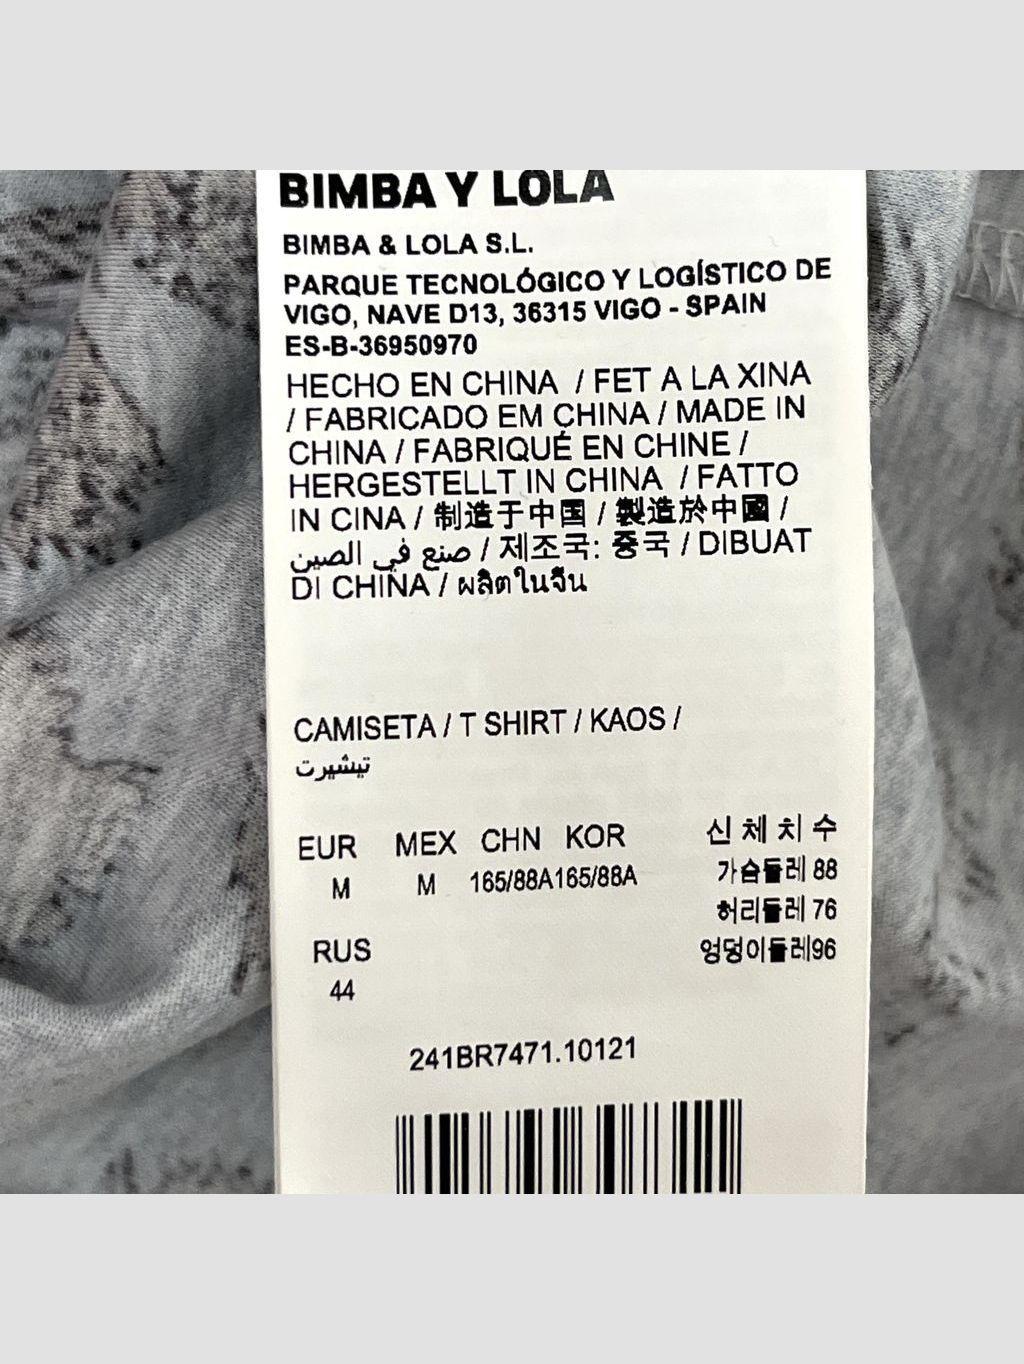 BIMBA Y LOLA
BIMBA & LOLA S.L.
PARQUE TECNOLÓGICO Y LOGÍSTICO DE
VIGO, NAVE D13, 36315 VIGO - SPAIN
ES-B-36950970
HECHO EN CHINA / FET A LA XINA
/ FABRICADO EM CHINA / MADE IN
CHINA / FABRIQUÉ EN CHINE /
HERGESTELLT IN CHINA / FATTO
IN CINA / 制造于中国 / 製造於中國 /
صنع في الصين / 제조국: 중국 / DIBUAT
DI CHINA / ผลิตในจีน
CAMISETA / T SHIRT / KAOS /
تيشيرت
EUR MEX CHN KOR 신체치수
M M 165/88A 165/88A 가슴둘레 88
허리둘레 76
RUS 엉덩이둘레96
44
241BR7471.10121